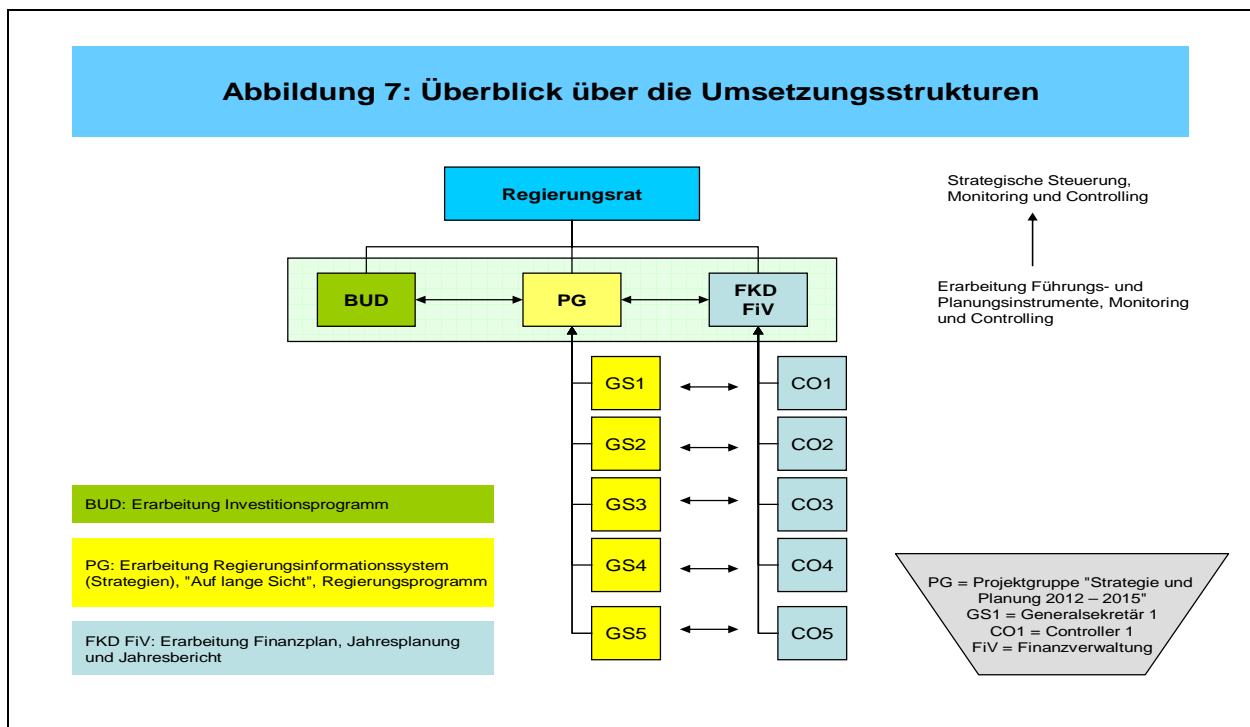 Abbildung 7: Überblick über die Umsetzungsstrukturen
Regierungsrat
Strategische Steuerung,
Monitoring und Controlling
BUD
PG
FKD
FiV
Erarbeitung Führungs- und
Planungsinstrumente, Monitoring
und Controlling
GS1
CO1
GS2
CO2
GS3
CO3
GS4
CO4
GS5
CO5
BUD: Erarbeitung Investitionsprogramm
PG: Erarbeitung Regierungsinformationssystem
(Strategien), "Auf lange Sicht", Regierungsprogramm
FKD FiV: Erarbeitung Finanzplan, Jahresplanung
und Jahresbericht
PG = Projektgruppe "Strategie und
Planung 2012 – 2015"
GS1 = Generalsekretär 1
CO1 = Controller 1
FiV = Finanzverwaltung